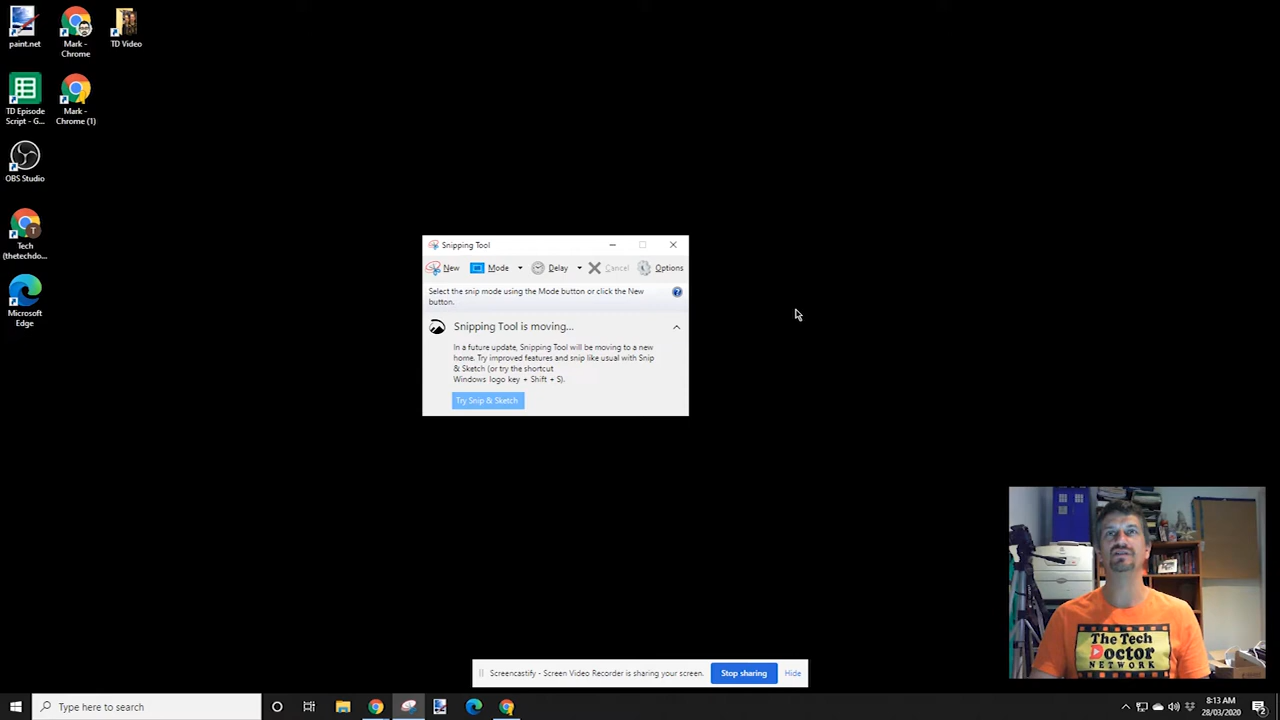 paint.net
Mark -
Chrome
TD Video
TD Episode
Script - G...
Mark -
Chrome (1)
OBS Studio
T
Tech
(thetechdo...
Microsoft
Edge
Snipping Tool
New
Mode
Delay
Cancel
Options
Select the snip mode using the Mode button or click the New
button.
?
Snipping Tool is moving...
In a future update, Snipping Tool will be moving to a new
home. Try improved features and snip like usual with Snip
& Sketch (or try the shortcut
Windows logo key + Shift + S).
Try Snip & Sketch
The Tech
Doctor
NETWORK
Screencastify - Screen Video Recorder is sharing your screen.
Stop sharing
Hide
Type here to search
8:13 AM
28/03/2020
2